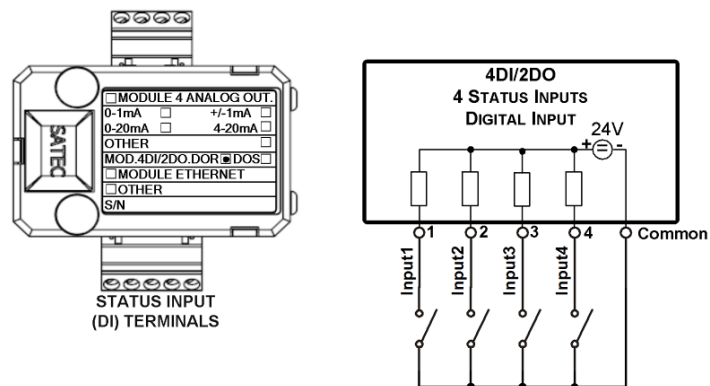 MODULE 4 ANALOG OUT.
0-1mA +/-1mA
0-20mA 4-20mA
OTHER
MOD.4DI/2DO.DOR DOS
MODULE ETHERNET
OTHER
S/N
SATEC
STATUS INPUT
(DI) TERMINALS
4DI/2DO
4 STATUS INPUTS
DIGITAL INPUT
24V
+ = -
1 2 3 4 Common
Input1 Input2 Input3 Input4